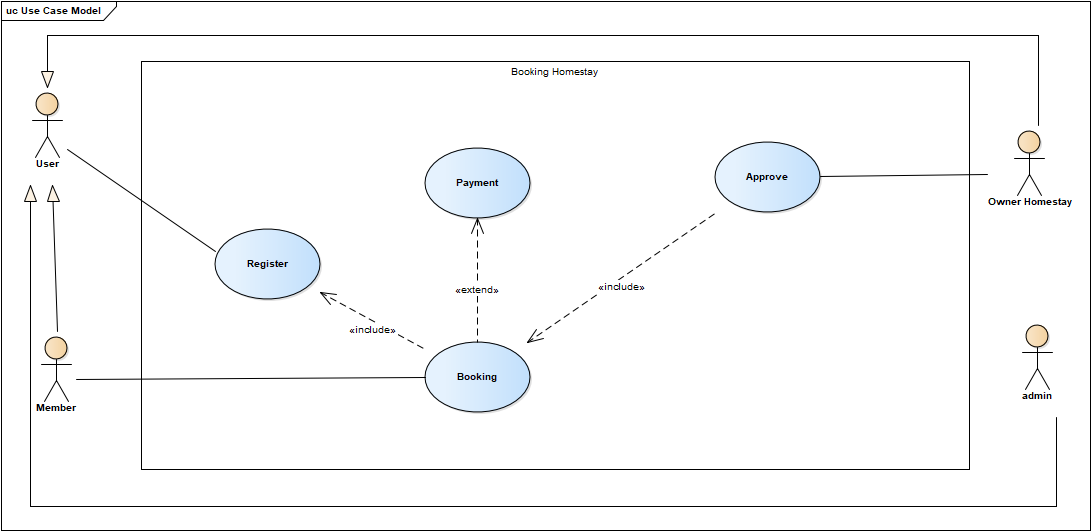 uc Use Case Model
Booking Homestay
User
Payment
Approve
Owner Homestay
Register
«extend»
«include»
«include»
Booking
Member
admin